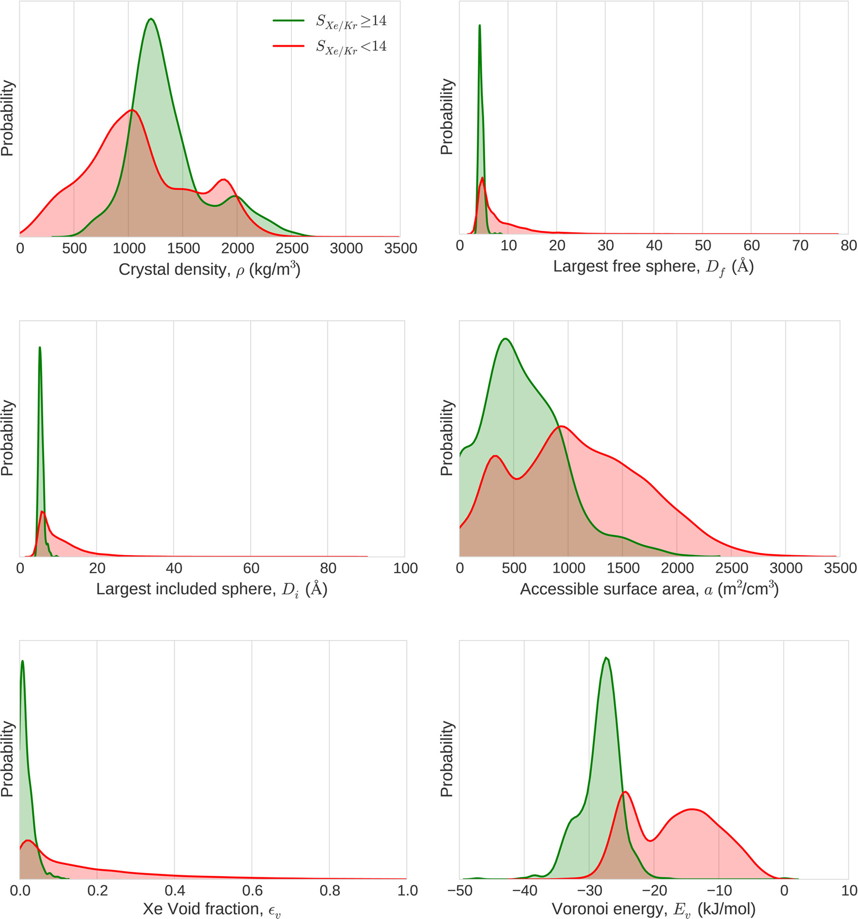 S_{Xe/Kr} ≥14
S_{Xe/Kr} <14
Probability
0 500 1000 1500 2000 2500 3000 3500
Crystal density, ρ (kg/m³)
Probability
0 10 20 30 40 50 60 70 80
Largest free sphere, D_f (Å)
Probability
0 20 40 60 80 100
Largest included sphere, D_i (Å)
Probability
0 500 1000 1500 2000 2500 3000 3500
Accessible surface area, a (m²/cm³)
Probability
0.0 0.2 0.4 0.6 0.8 1.0
Xe Void fraction, ϵ_v
Probability
−50 −40 −30 −20 −10 0 10
Voronoi energy, E_v (kJ/mol)